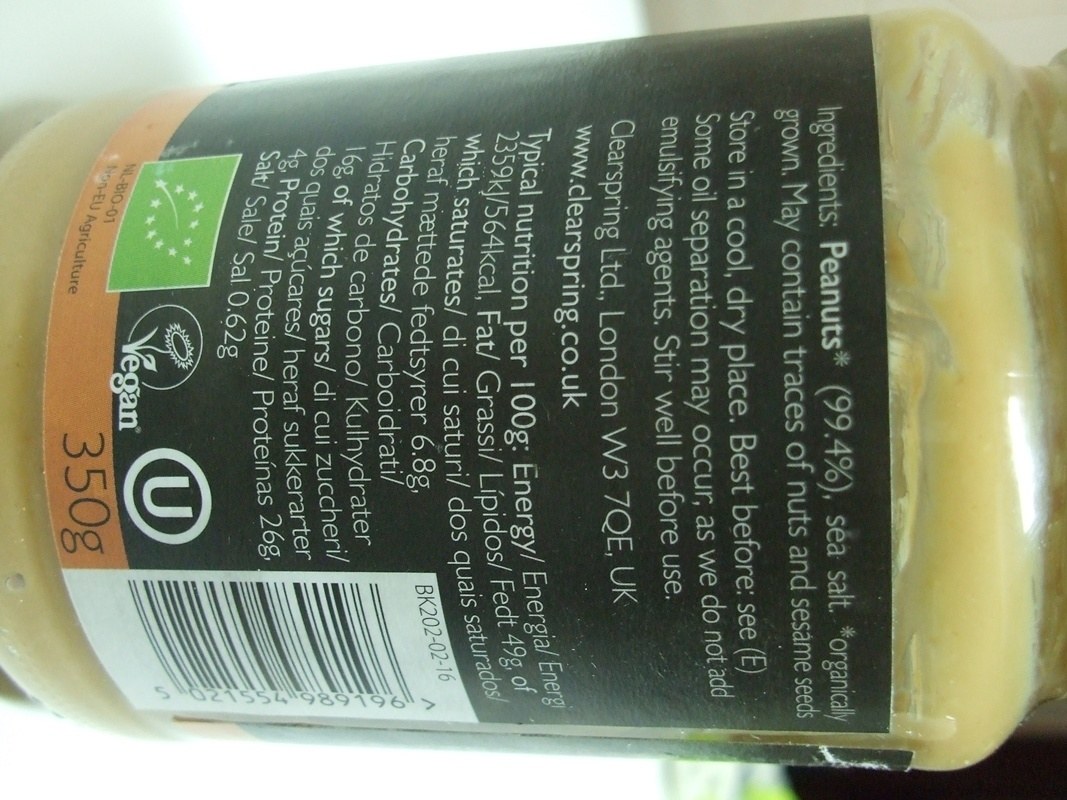 Ingredients: Peanuts* (99.4%), sea salt. *organically
grown. May contain traces of nuts and sesame seeds
Store in a cool, dry place. Best before: see (E)
Some oil separation may occur, as we do not add
emulsifying agents. Stir well before use.
Clearspring Ltd, London W3 7QE, UK
www.clearspring.co.uk
Typical nutrition per 100g: Energy/ Energia/ Energi
2359kJ/564kcal, Fat/ Grassi/ Lípidos/ Fedt 49g, of
which saturates/ di cui saturi/ dos quais saturados/
heraf mættede fedtsyrer 6.8g,
Carbohydrates/ Carboidrati/
Hidratos de carbono/ Kulhydrater
16g, of which sugars/ di cui zuccheri/
dos quais açúcares/ heraf sukkerarter
4g, Protein/ Proteine/ Proteínas 26g,
Salt/ Sale/ Sal 0.62g
BK202-02-16
5 021554 989196 >
Vegan
U
NL-BIO-01
Non-EU Agriculture
350g